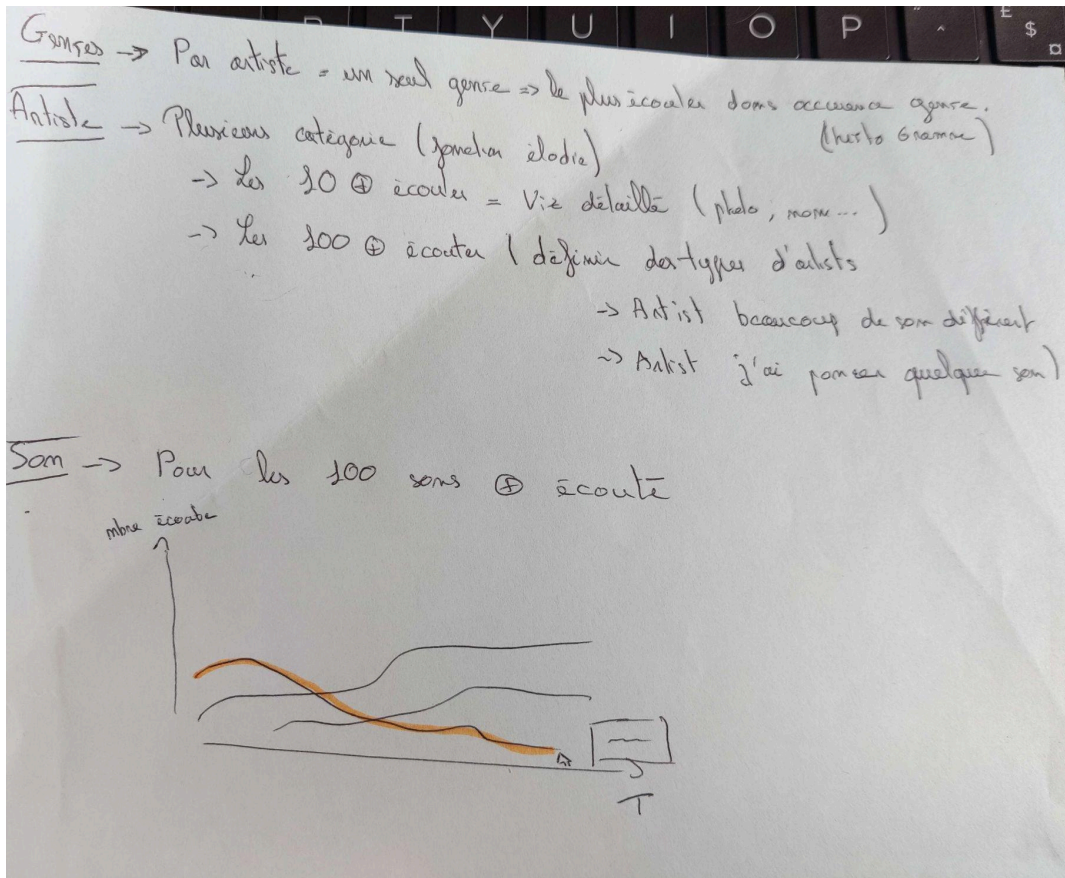 R T Y U I O P ^ £ $ ¤
Genres -> Par artiste = un seul genre => le plus écouter dans occurence genre.
(histo Gramme)
Artiste -> Plusieurs catégorie (fonction élodie)
-> Les 10 ⊕ écouter = Viz détaillé (photo, nom...)
-> Les 100 ⊕ écouter ( définir des types d'artists
-> Artist beaucoup de son différent
-> Artist j'ai poncer quelques son)
Son -> Pour les 100 sons ⊕ écouté
nbre écoute
T